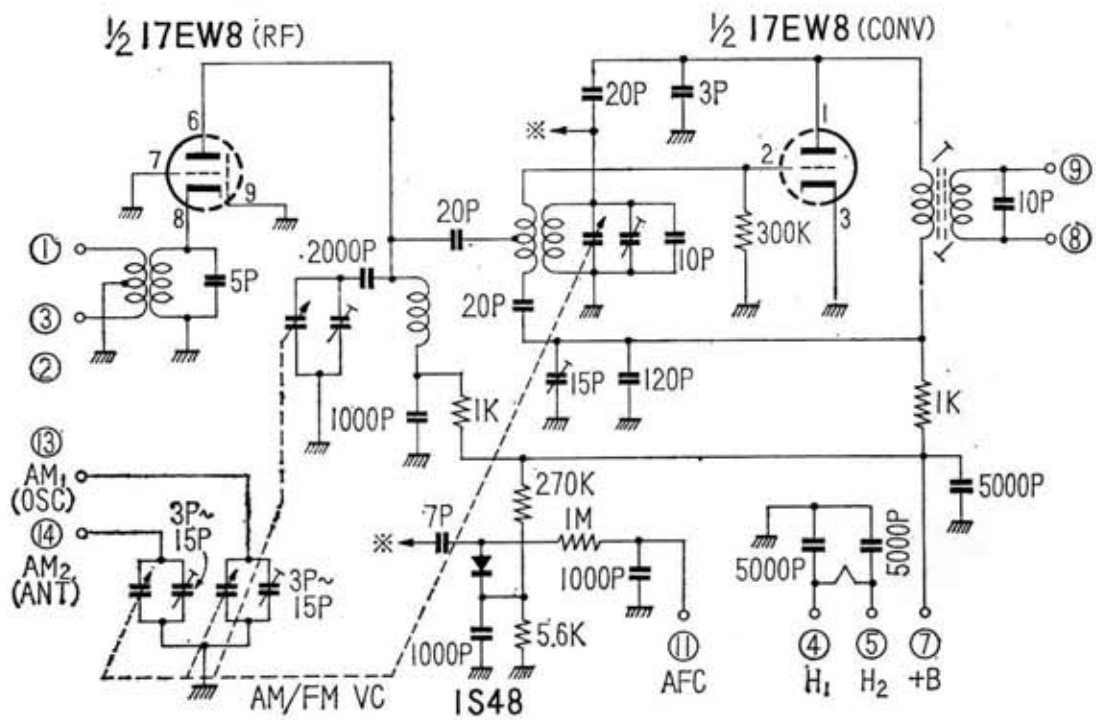 ½ 17EW8 (RF)
½ 17EW8 (CONV)
6
7
9
8
20P
3P
※
1
2
3
①
③
②
5P
2000P
20P
20P
10P
300K
10P
⑨
⑧
15P
120P
1K
1000P
1K
⑬
AM₁
(OSC)
⑭
AM₂
(ANT)
3P~
15P
3P~
15P
270K
7P
※
1M
1000P
1000P
5.6K
5000P
5000P
5000P
⑪
AFC
④
H₁
⑤
H₂
⑦
+B
AM/FM VC
1S48